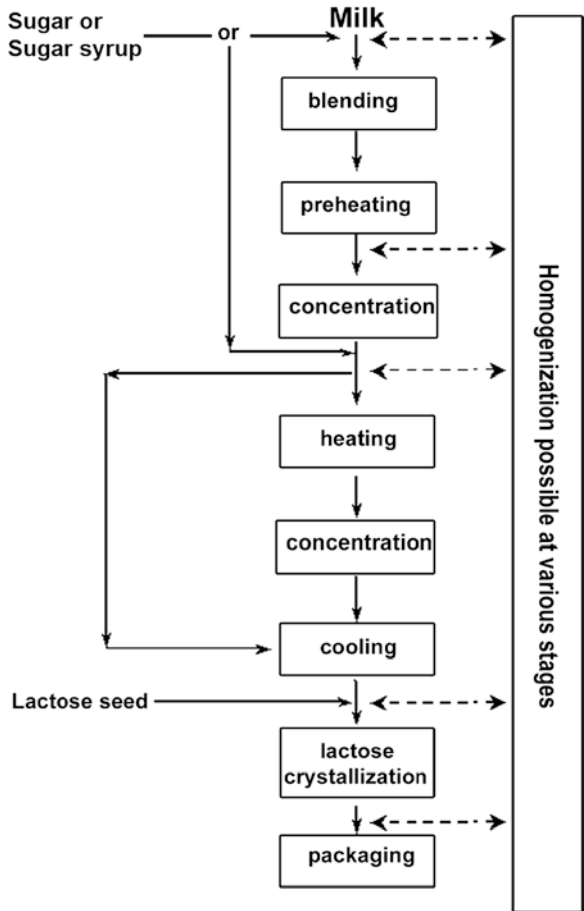 Milk
Sugar or
Sugar syrup
or
blending
preheating
concentration
heating
concentration
cooling
Lactose seed
lactose
crystallization
packaging
Homogenization possible at various stages